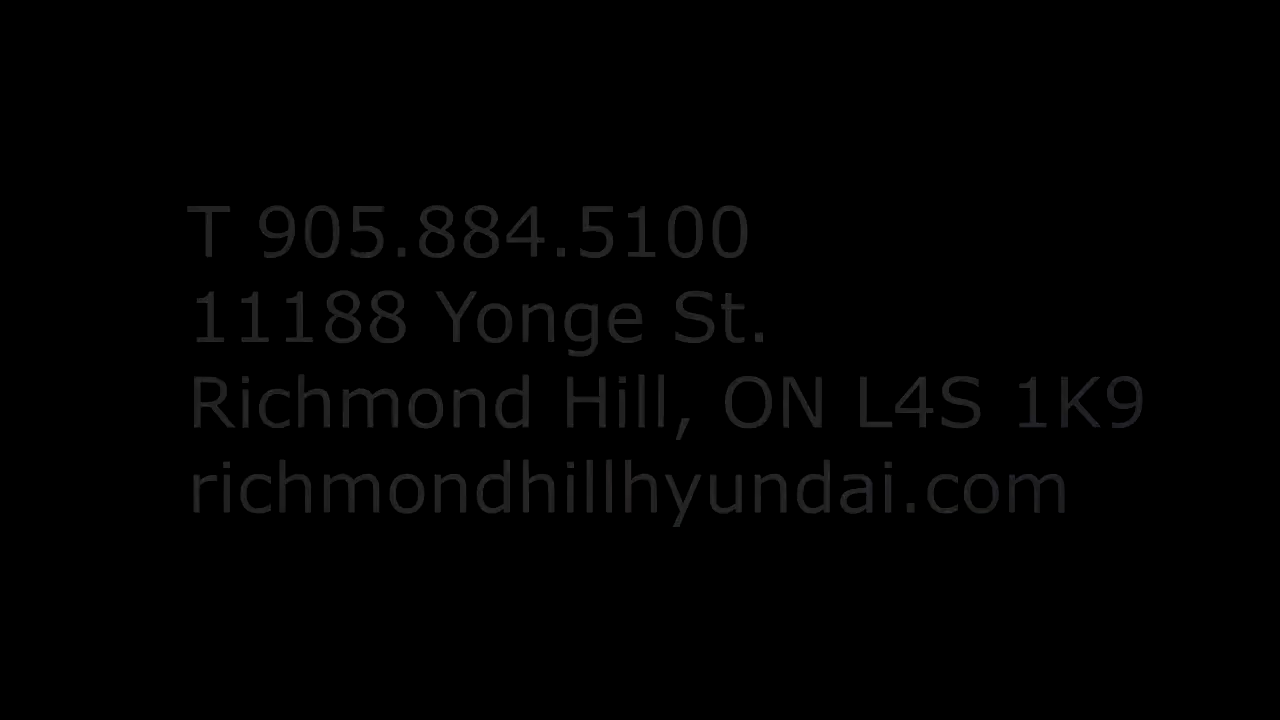 T 905.884.5100
11188 Yonge St.
Richmond Hill, ON L4S 1K9
richmondhillhyundai.com